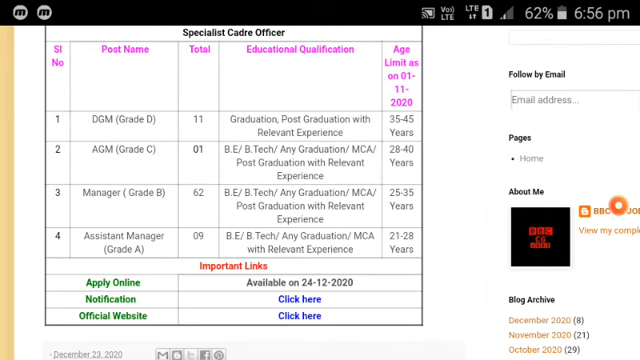 VoLTE LTE 1 62% 6:56 pm
Specialist Cadre Officer
Sl No Post Name Total Educational Qualification Age Limit as on 01-11-2020
1 DGM (Grade D) 11 Graduation, Post Graduation with Relevant Experience 35-45 Years
2 AGM (Grade C) 01 B.E/ B.Tech/ Any Graduation/ MCA/ Post Graduation with Relevant Experience 28-40 Years
3 Manager ( Grade B) 62 B.E/ B.Tech/ Any Graduation/ MCA/ Post Graduation with Relevant Experience 25-35 Years
4 Assistant Manager (Grade A) 09 B.E/ B.Tech/ Any Graduation/ MCA with Relevant Experience 21-28 Years
Important Links
Apply Online Available on 24-12-2020
Notification Click here
Official Website Click here
- December 23, 2020
Follow by Email
Email address...
Pages
Home
About Me
BBC
BBC
CG
View my
Blog Archive
December 2020 (8)
November 2020 (21)
October 2020 (29)